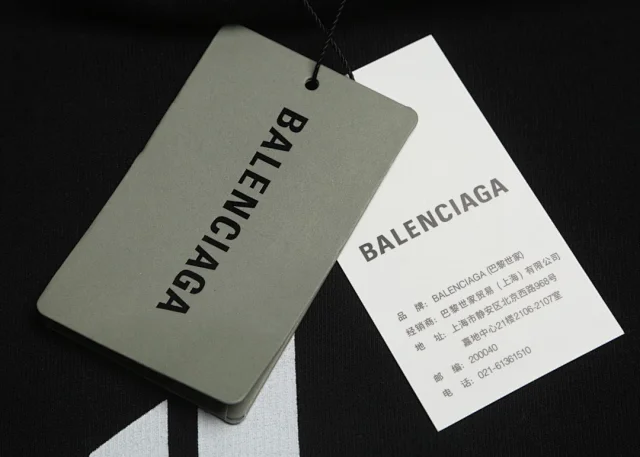 BALENCIAGA
BALENCIAGA
品 牌: BALENCIAGA (巴黎世家)
经销商: 巴黎世家贸易(上海)有限公司
地 址: 上海市静安区北京西路968号
嘉地中心21楼2106-2107室
邮 编: 200040
电 话: 021-61361510